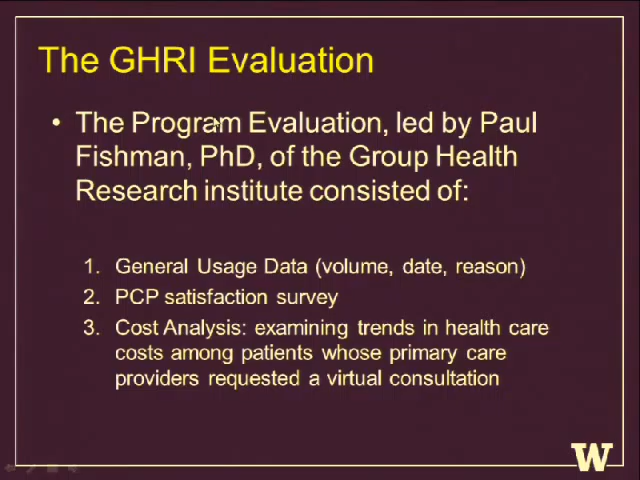 The GHRI Evaluation
• The Program Evaluation, led by Paul
Fishman, PhD, of the Group Health
Research institute consisted of:
1. General Usage Data (volume, date, reason)
2. PCP satisfaction survey
3. Cost Analysis: examining trends in health care
costs among patients whose primary care
providers requested a virtual consultation
W